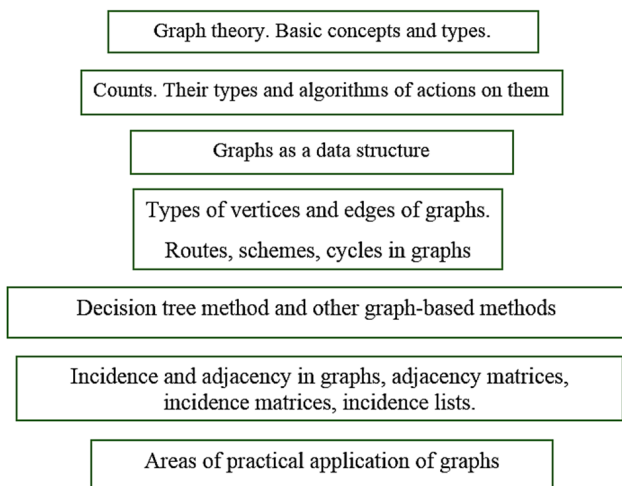 Graph theory. Basic concepts and types.
Counts. Their types and algorithms of actions on them
Graphs as a data structure
Types of vertices and edges of graphs.
Routes, schemes, cycles in graphs
Decision tree method and other graph-based methods
Incidence and adjacency in graphs, adjacency matrices,
incidence matrices, incidence lists.
Areas of practical application of graphs